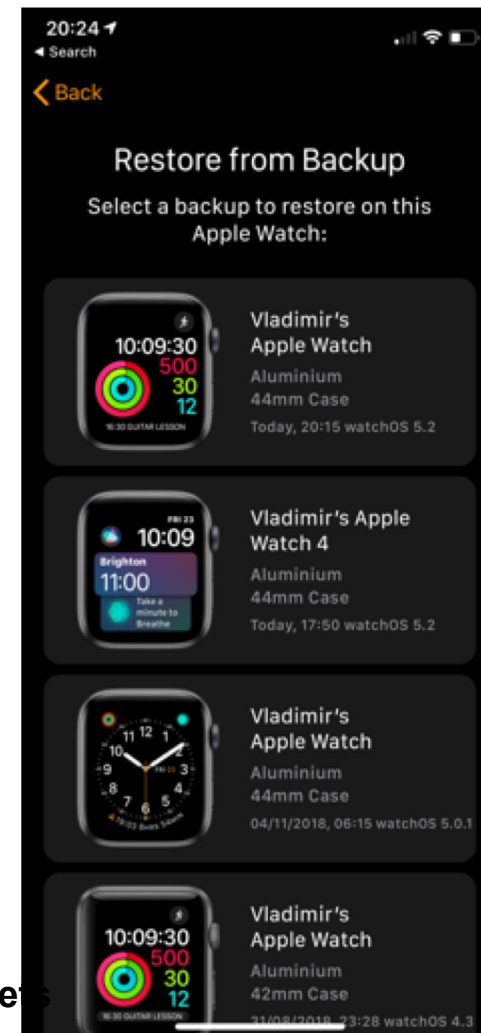 20:24
Search
Back
Restore from Backup
Select a backup to restore on this
Apple Watch:
10:09:30
500
30
12
16:30 GUITAR LESSON
Vladimir's
Apple Watch
Aluminium
44mm Case
Today, 20:15 watchOS 5.2
FRI 23
10:09
Brighton
11:00
Take a
minute to
Breathe
Vladimir's Apple
Watch 4
Aluminium
44mm Case
Today, 17:50 watchOS 5.2
12
11 1
10
9 FRI 23 3
8 4
7 6 5
Vladimir's
Apple Watch
Aluminium
44mm Case
04/11/2018, 06:15 watchOS 5.0.1
10:09:30
500
30
12
16:30 GUITAR LESSON
Vladimir's
Apple Watch
Aluminium
42mm Case
31/08/2018, 23:28 watchOS 4.3